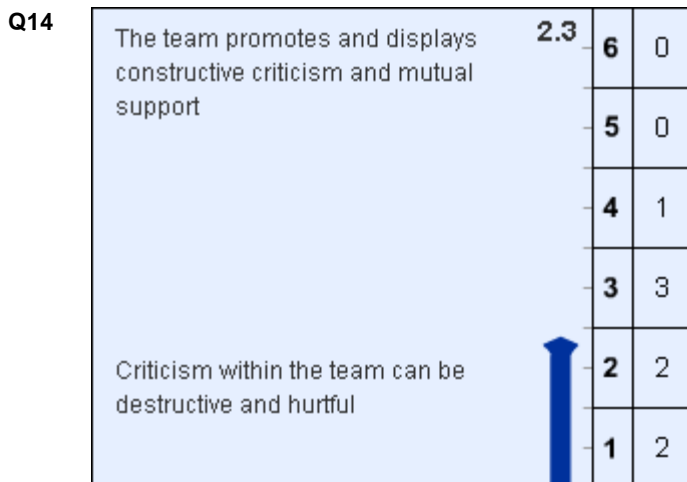 Q14
The team promotes and displays
constructive criticism and mutual
support
2.3
6 0
5 0
4 1
3 3
Criticism within the team can be
destructive and hurtful
2 2
1 2